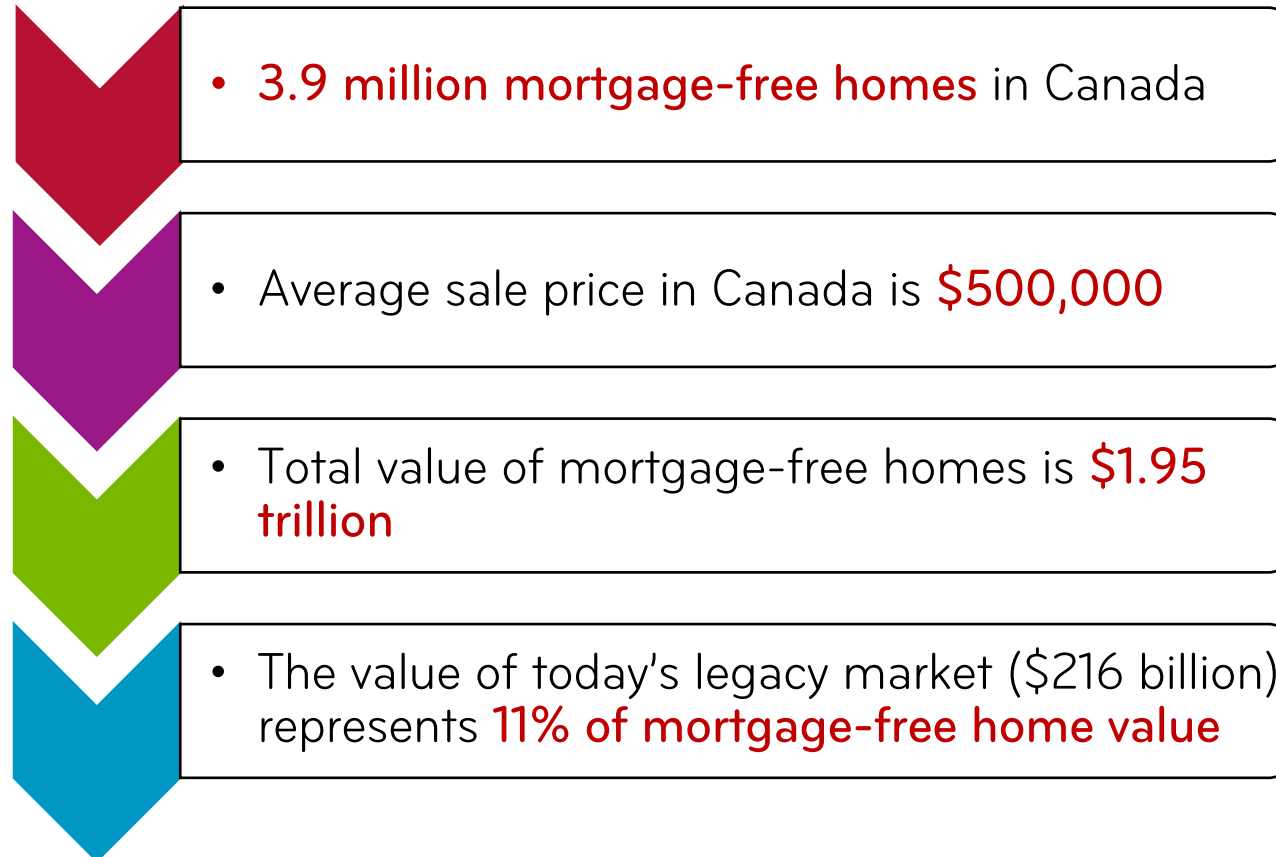 • 3.9 million mortgage-free homes in Canada
• Average sale price in Canada is $500,000
• Total value of mortgage-free homes is $1.95
trillion
• The value of today's legacy market ($216 billion)
represents 11% of mortgage-free home value